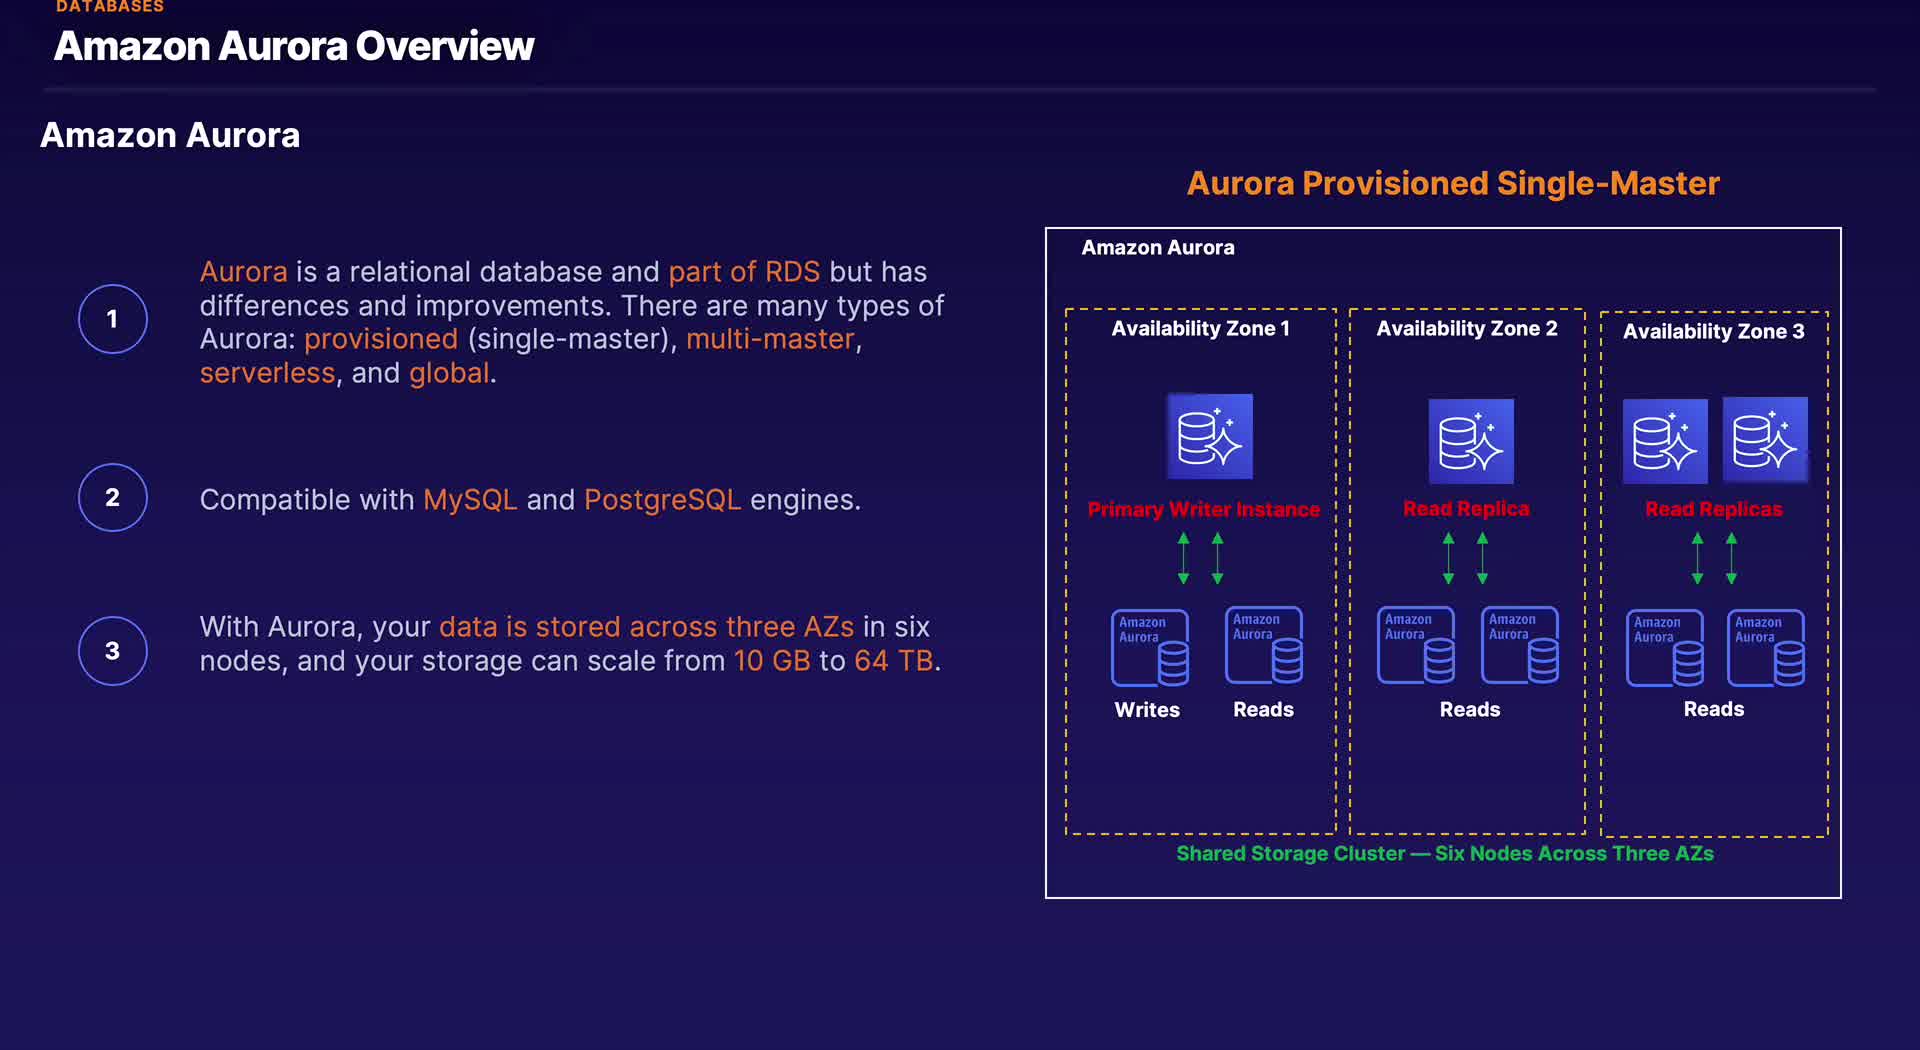 DATABASES
Amazon Aurora Overview
Amazon Aurora
1
Aurora is a relational database and part of RDS but has
differences and improvements. There are many types of
Aurora: provisioned (single-master), multi-master,
serverless, and global.
2
Compatible with MySQL and PostgreSQL engines.
3
With Aurora, your data is stored across three AZs in six
nodes, and your storage can scale from 10 GB to 64 TB.
Aurora Provisioned Single-Master
Amazon Aurora
Availability Zone 1
Primary Writer Instance
Amazon
Aurora
Amazon
Aurora
Writes
Reads
Availability Zone 2
Read Replica
Amazon
Aurora
Amazon
Aurora
Reads
Availability Zone 3
Read Replicas
Amazon
Aurora
Amazon
Aurora
Reads
Shared Storage Cluster — Six Nodes Across Three AZs